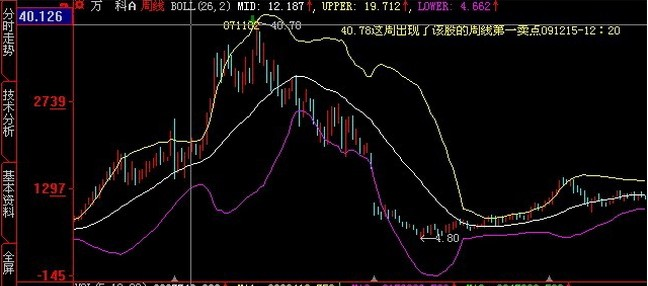 万 科A 周线 BOLL(26,2) MID: 12.187↑, UPPER: 19.712↑, LOWER: 4.662↑
40.126
071102 40.78
40.78这周出现了该股的周线第一卖点091215-12：20
分时走势
2739
技术分析
1297
基本资料
←4.80
全屏
-145